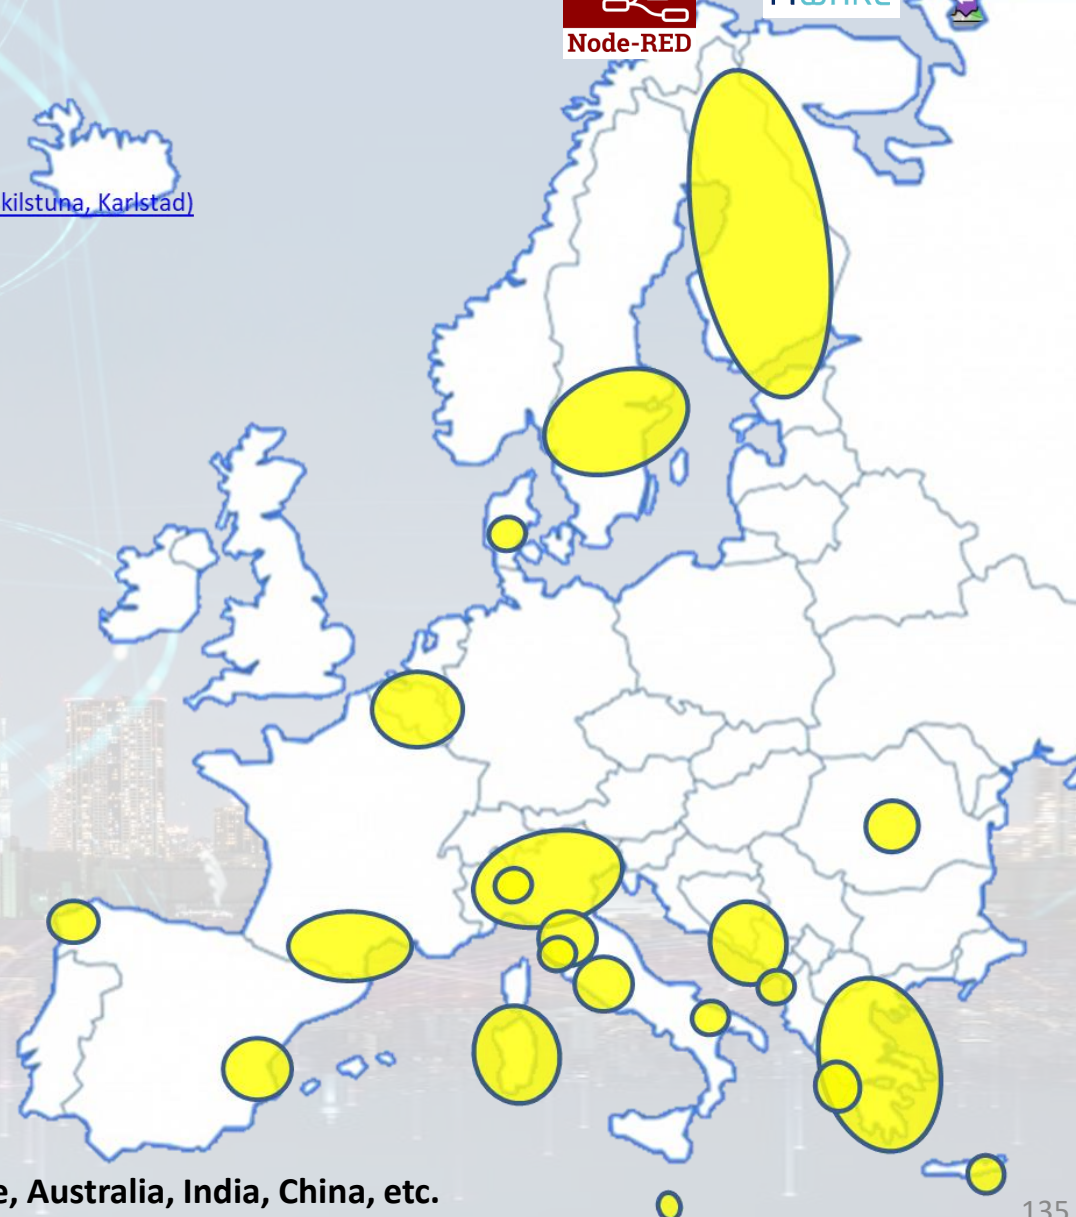 Node-RED
kilstuna, Karlstad)
e, Australia, India, China, etc.
135